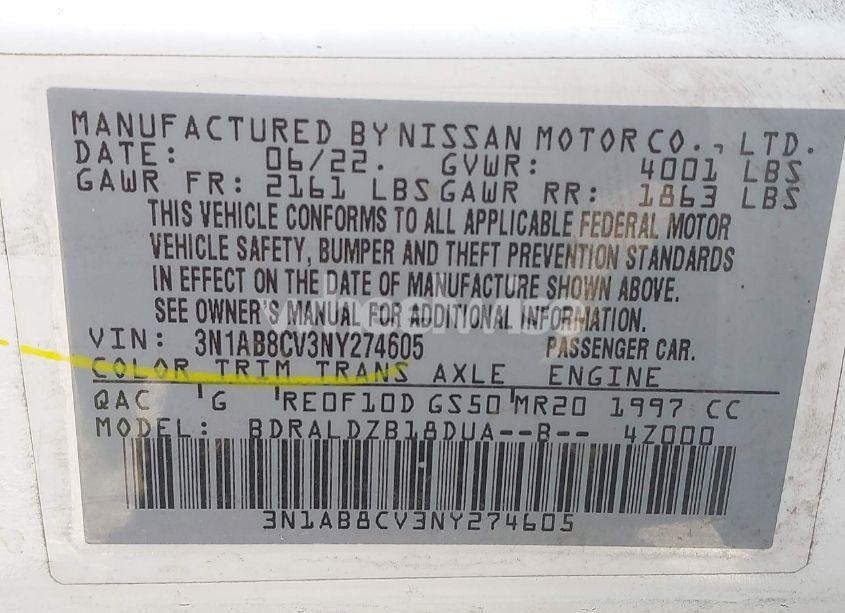 MANUFACTURED BY NISSAN MOTOR CO., LTD.
DATE: 06/22. GVWR: 4001 LBS
GAWR FR: 2161 LBS GAWR RR: 1863 LBS
THIS VEHICLE CONFORMS TO ALL APPLICABLE FEDERAL MOTOR
VEHICLE SAFETY, BUMPER AND THEFT PREVENTION STANDARDS
IN EFFECT ON THE DATE OF MANUFACTURE SHOWN ABOVE.
SEE OWNER'S MANUAL FOR ADDITIONAL INFORMATION.
VIN: 3N1AB8CV3NY274605 PASSENGER CAR.
COLOR TRIM TRANS AXLE ENGINE
QAC 'G 'RE0F10D GS50'MR20 1997 CC
MODEL: BDRALDZB18DUA--B-- 4Z000
3N1AB8CV3NY274605